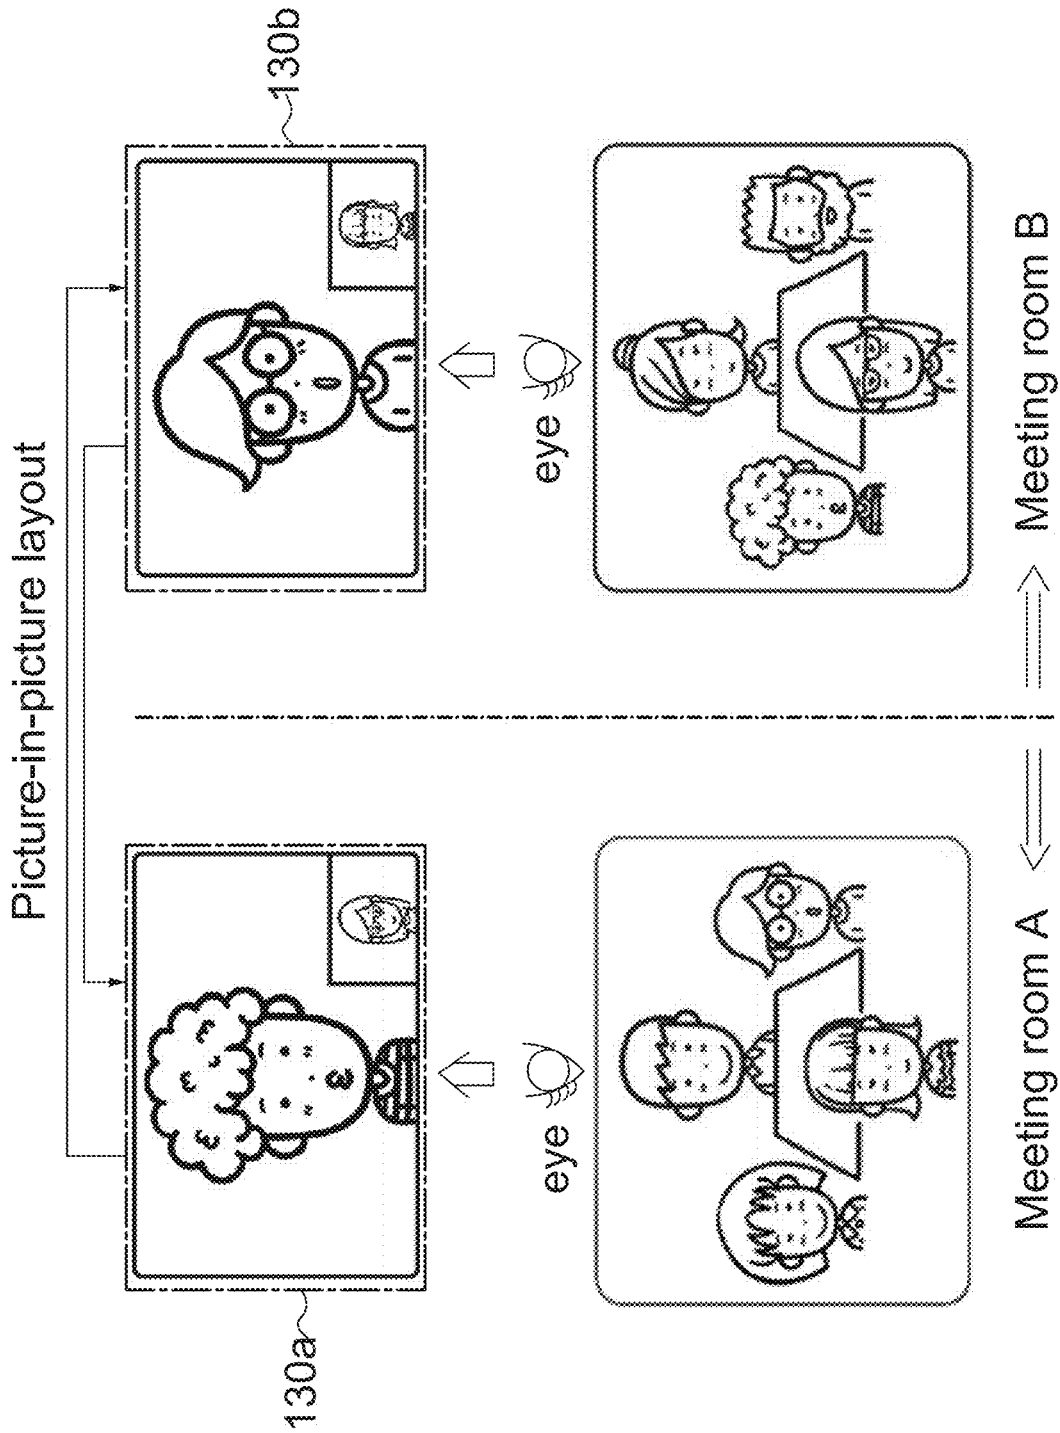 Picture-in-picture layout
130a
130b
eye
eye
Meeting room A
Meeting room B